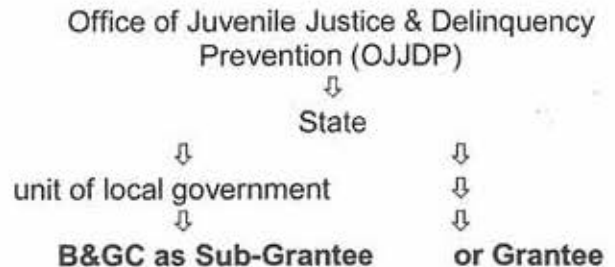 Office of Juvenile Justice & Delinquency
Prevention (OJJDP)
⇩
State
⇩ ⇩
unit of local government ⇩
⇩ ⇩
B&GC as Sub-Grantee or Grantee